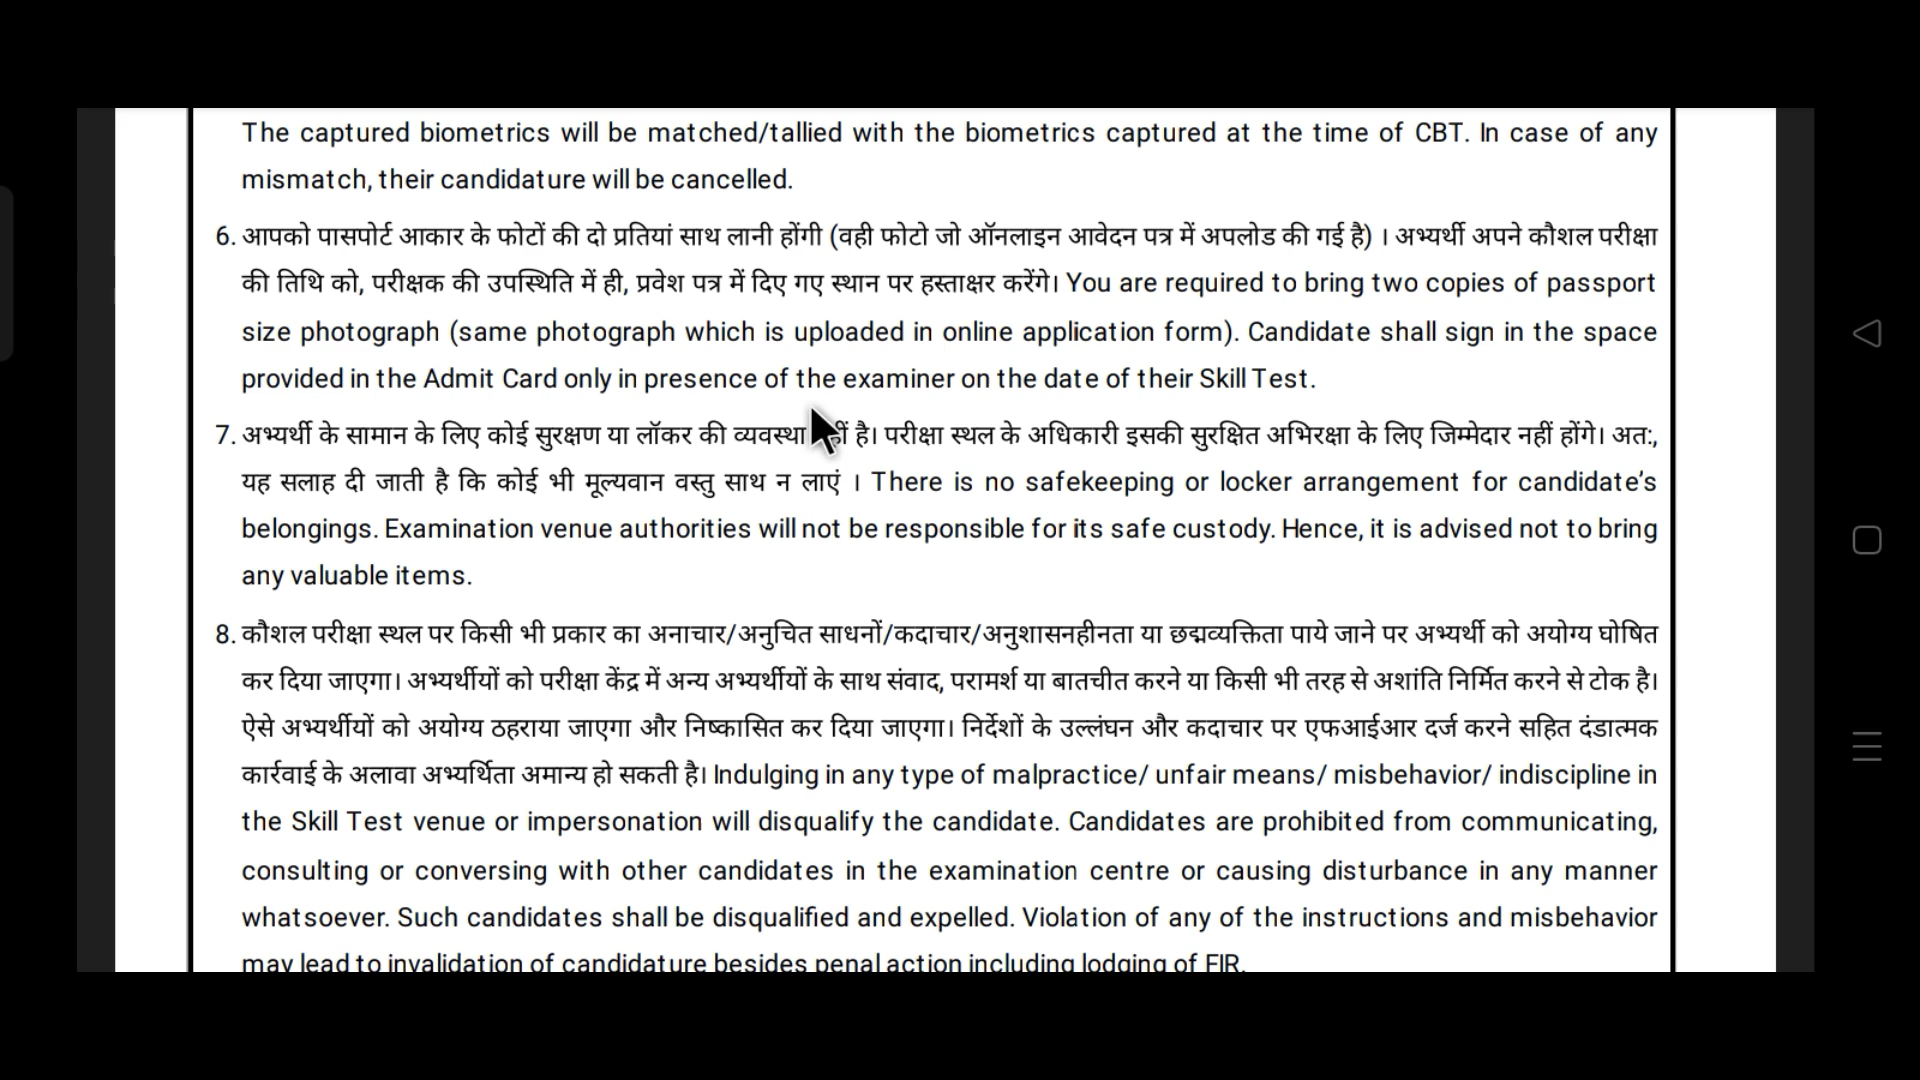 The captured biometrics will be matched/tallied with the biometrics captured at the time of CBT. In case of any
mismatch, their candidature will be cancelled.
6. आपको पासपोर्ट आकार के फोटों की दो प्रतियां साथ लानी होंगी (वही फोटो जो ऑनलाइन आवेदन पत्र में अपलोड की गई है) । अभ्यर्थी अपने कौशल परीक्षा
की तिथि को, परीक्षक की उपस्थिति में ही, प्रवेश पत्र में दिए गए स्थान पर हस्ताक्षर करेंगे। You are required to bring two copies of passport
size photograph (same photograph which is uploaded in online application form). Candidate shall sign in the space
provided in the Admit Card only in presence of the examiner on the date of their Skill Test.
7. अभ्यर्थी के सामान के लिए कोई सुरक्षण या लॉकर की व्यवस्था है। परीक्षा स्थल के अधिकारी इसकी सुरक्षित अभिरक्षा के लिए जिम्मेदार नहीं होंगे। अत:,
यह सलाह दी जाती है कि कोई भी मूल्यवान वस्तु साथ न लाएं । There is no safekeeping or locker arrangement for candidate’s
belongings. Examination venue authorities will not be responsible for its safe custody. Hence, it is advised not to bring
any valuable items.
8. कौशल परीक्षा स्थल पर किसी भी प्रकार का अनाचार/अनुचित साधनों/कदाचार/अनुशासनहीनता या छद्मव्यक्तिता पाये जाने पर अभ्यर्थी को अयोग्य घोषित
कर दिया जाएगा। अभ्यर्थीयों को परीक्षा केंद्र में अन्य अभ्यर्थीयों के साथ संवाद, परामर्श या बातचीत करने या किसी भी तरह से अशांति निर्मित करने से टोक है।
ऐसे अभ्यर्थीयों को अयोग्य ठहराया जाएगा और निष्कासित कर दिया जाएगा। निर्देशों के उल्लंघन और कदाचार पर एफआईआर दर्ज करने सहित दंडात्मक
कार्रवाई के अलावा अभ्यर्थिता अमान्य हो सकती है। Indulging in any type of malpractice/ unfair means/ misbehavior/ indiscipline in
the Skill Test venue or impersonation will disqualify the candidate. Candidates are prohibited from communicating,
consulting or conversing with other candidates in the examination centre or causing disturbance in any manner
whatsoever. Such candidates shall be disqualified and expelled. Violation of any of the instructions and misbehavior
may lead to invalidation of candidature besides penal action including lodging of FIR.